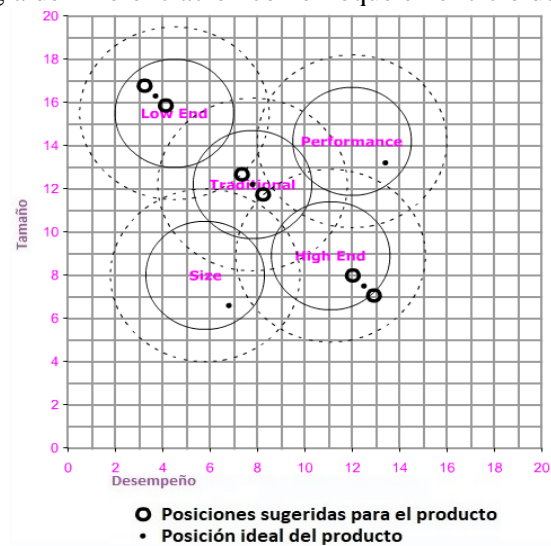 20
18
16
14
12
10
8
6
4
2
0
Low End
Performance
Traditional
High End
Size
Tamaño
0 2 4 6 8 10 12 14 16 18 20
Desempeño
Posiciones sugeridas para el producto
Posición ideal del producto